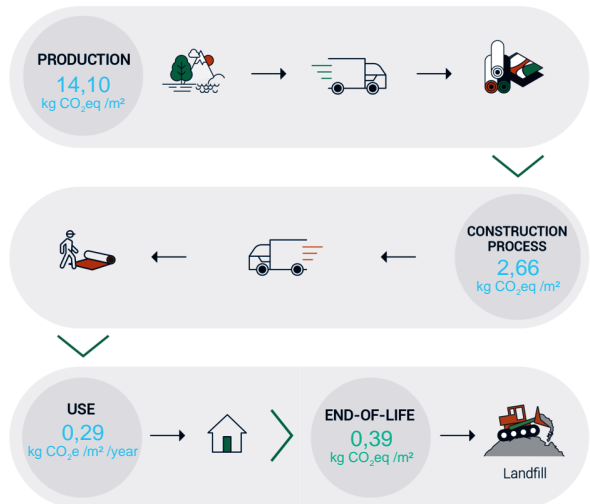 PRODUCTION
14,10
kg CO₂eq /m²
CONSTRUCTION
PROCESS
2,66
kg CO₂eq /m²
USE
0,29
kg CO₂e /m² /year
END-OF-LIFE
0,39
kg CO₂eq /m²
Landfill